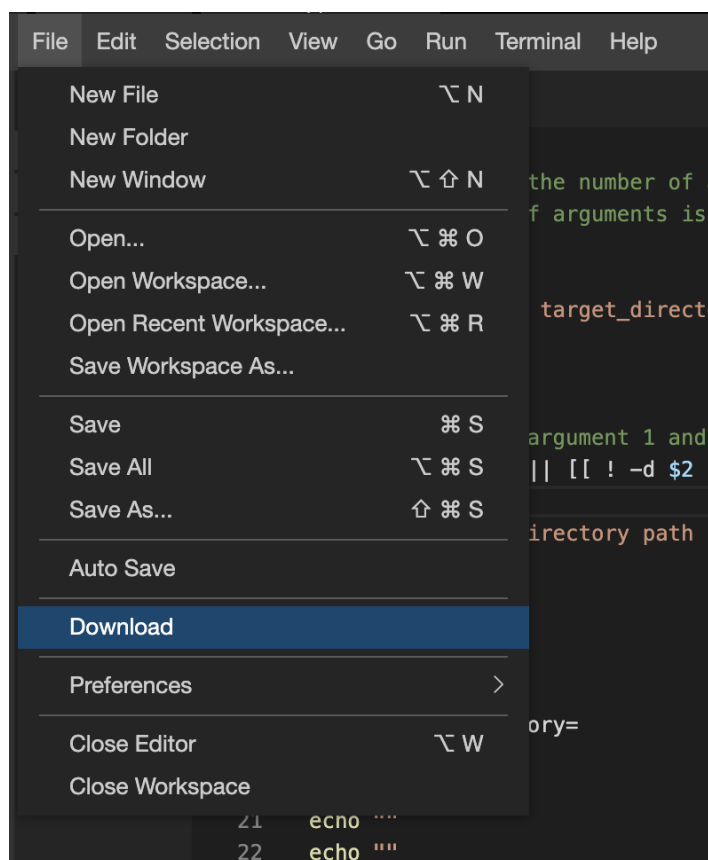 File Edit Selection View Go Run Terminal Help
New File ⌥ N
New Folder
New Window ⌥ ⇧ N
the number of
f arguments is
Open... ⌥ ⌘ O
Open Workspace... ⌥ ⌘ W
Open Recent Workspace... ⌥ ⌘ R
target_direct
Save Workspace As...
Save ⌘ S
argument 1 and
Save All ⌥ ⌘ S
|| [[ ! -d $2
Save As... ⇧ ⌘ S
irectory path
Auto Save
Download
Preferences >
ory=
Close Editor ⌥ W
Close Workspace
21 echo ""
22 echo ""